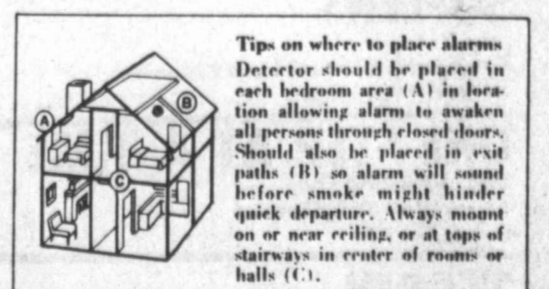 Tips on where to place alarms
Detector should be placed in
each bedroom area (A) in loca-
tion allowing alarm to awaken
all persons through closed doors.
Should also be placed in exit
paths (B) so alarm will sound
before smoke might hinder
quick departure. Always mount
on or near ceiling, or at tops of
stairways in center of rooms or
halls (C).
A
B
C